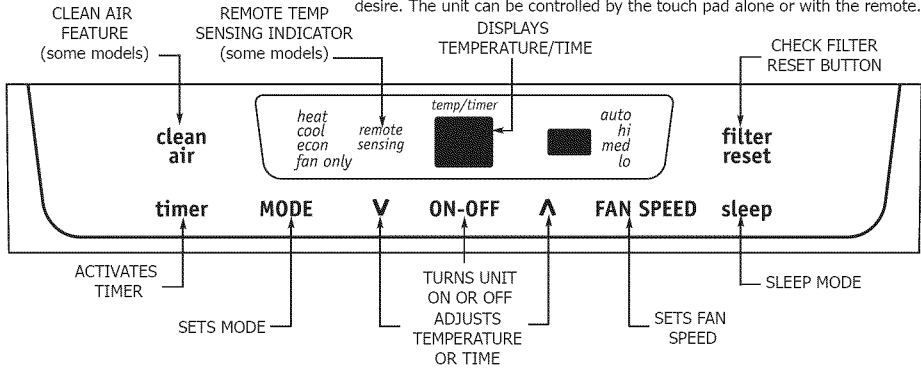 desire. The unit can be controlled by the touch pad alone or with the remote.
CLEAN AIR
FEATURE
(some models)
REMOTE TEMP
SENSING INDICATOR
(some models)
DISPLAYS
TEMPERATURE/TIME
CHECK FILTER
RESET BUTTON
clean
air
heat
cool
econ
fan only
remote
sensing
temp/timer
auto
hi
med
lo
filter
reset
timer MODE V ON-OFF Λ FAN SPEED sleep
ACTIVATES
TIMER
SETS MODE
TURNS UNIT
ON OR OFF
ADJUSTS
TEMPERATURE
OR TIME
SETS FAN
SPEED
SLEEP MODE